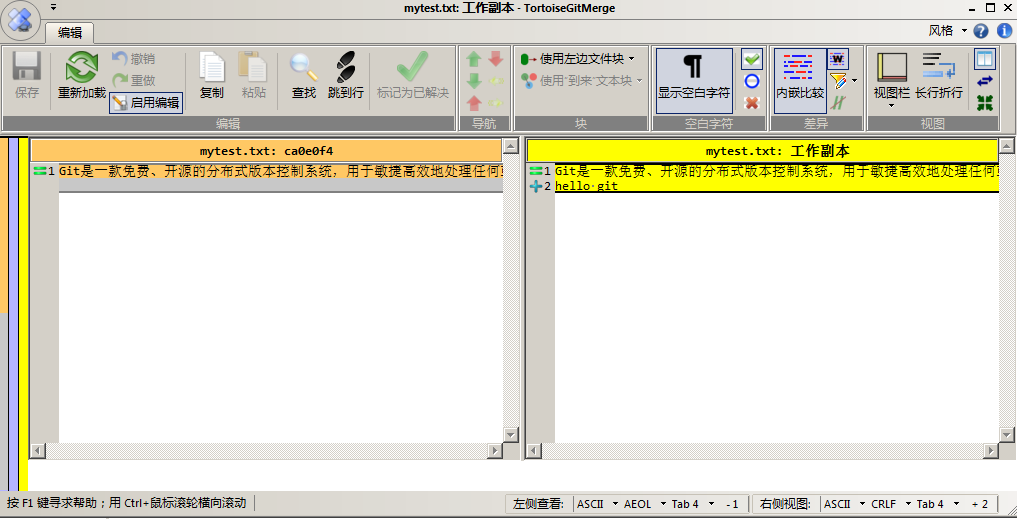 mytest.txt: 工作副本 - TortoiseGitMerge
编辑
风格
保存
重新加载
撤销
重做
启用编辑
复制
粘贴
查找
跳到行
标记为已解决
编辑
导航
使用左边文件块
使用“到来”文本块
块
显示空白字符
空白字符
内嵌比较
差异
视图栏
长行折行
视图
mytest.txt: ca0e0f4
1 Git是一款免费、开源的分布式版本控制系统，用于敏捷高效地处理任何
mytest.txt: 工作副本
1 Git是一款免费、开源的分布式版本控制系统，用于敏捷高效地处理任何
2 hello·git
按 F1 键寻求帮助；用 Ctrl+鼠标滚轮横向滚动
左侧查看: ASCII AEOL Tab 4 - 1
右侧视图: ASCII CRLF Tab 4 + 2